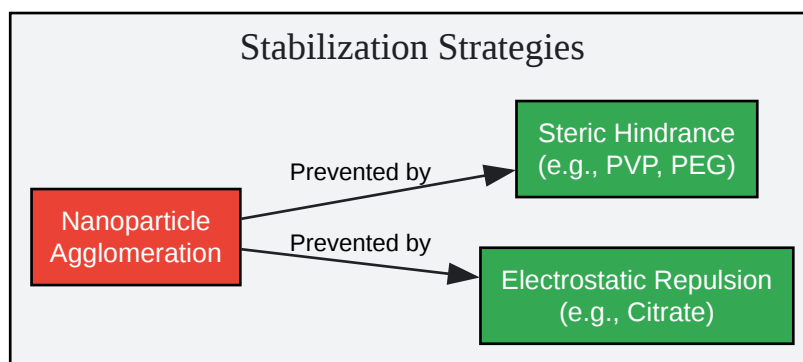 Stabilization Strategies
Steric Hindrance
(e.g., PVP, PEG)
Prevented by
Nanoparticle
Agglomeration
Prevented by
Electrostatic Repulsion
(e.g., Citrate)